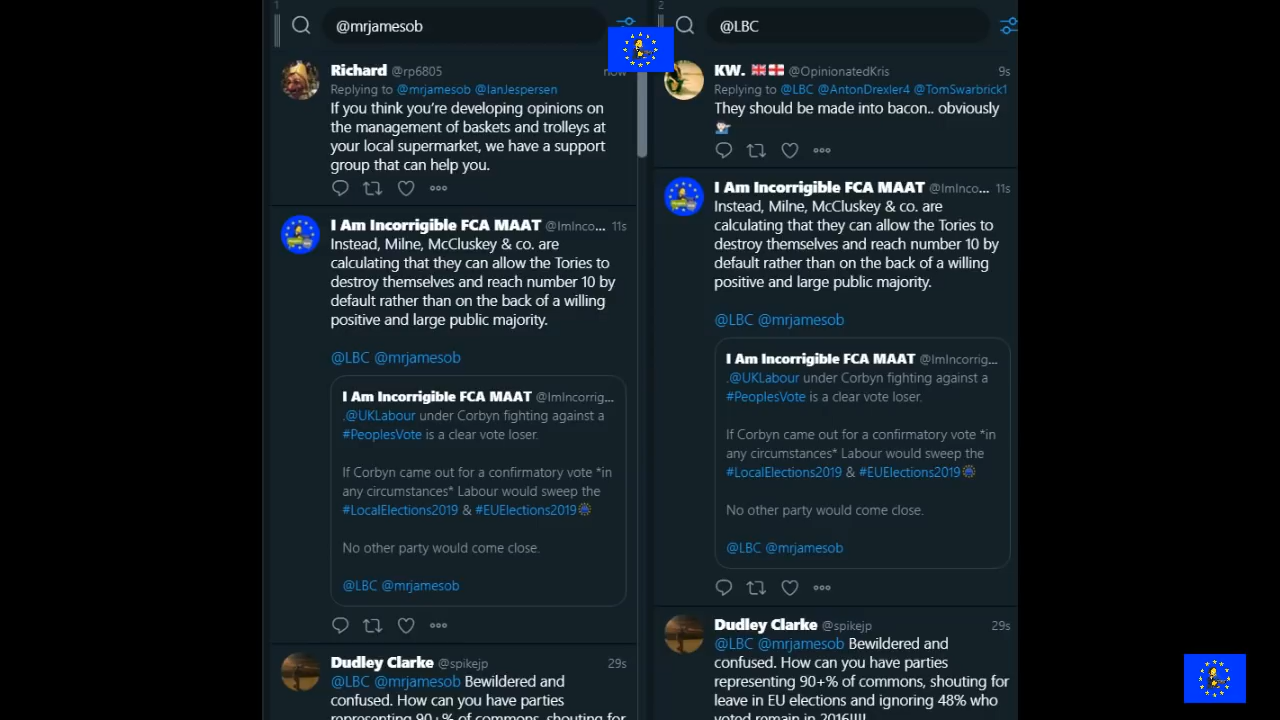 1
@mrjamesob
Richard @rp6805 now
Replying to @mrjamesob @IanJespersen
If you think you're developing opinions on
the management of baskets and trolleys at
your local supermarket, we have a support
group that can help you.
I Am Incorrigible FCA MAAT @ImInco... 11s
Instead, Milne, McCluskey & co. are
calculating that they can allow the Tories to
destroy themselves and reach number 10 by
default rather than on the back of a willing
positive and large public majority.
@LBC @mrjamesob
I Am Incorrigible FCA MAAT @ImIncorrig...
.@UKLabour under Corbyn fighting against a
#PeoplesVote is a clear vote loser.
If Corbyn came out for a confirmatory vote *in
any circumstances* Labour would sweep the
#LocalElections2019 & #EUElections2019
No other party would come close.
@LBC @mrjamesob
Dudley Clarke @spikejp 29s
@LBC @mrjamesob Bewildered and
confused. How can you have parties
representing 90+% of commons, shouting for
2
@LBC
KW. @OpinionatedKris 9s
Replying to @LBC @AntonDrexler4 @TomSwarbrick1
They should be made into bacon.. obviously
I Am Incorrigible FCA MAAT @ImInco... 11s
Instead, Milne, McCluskey & co. are
calculating that they can allow the Tories to
destroy themselves and reach number 10 by
default rather than on the back of a willing
positive and large public majority.
@LBC @mrjamesob
I Am Incorrigible FCA MAAT @ImIncorrig...
.@UKLabour under Corbyn fighting against a
#PeoplesVote is a clear vote loser.
If Corbyn came out for a confirmatory vote *in
any circumstances* Labour would sweep the
#LocalElections2019 & #EUElections2019
No other party would come close.
@LBC @mrjamesob
Dudley Clarke @spikejp 29s
@LBC @mrjamesob Bewildered and
confused. How can you have parties
representing 90+% of commons, shouting for
leave in EU elections and ignoring 48% who
voted remain in 2016!!!!